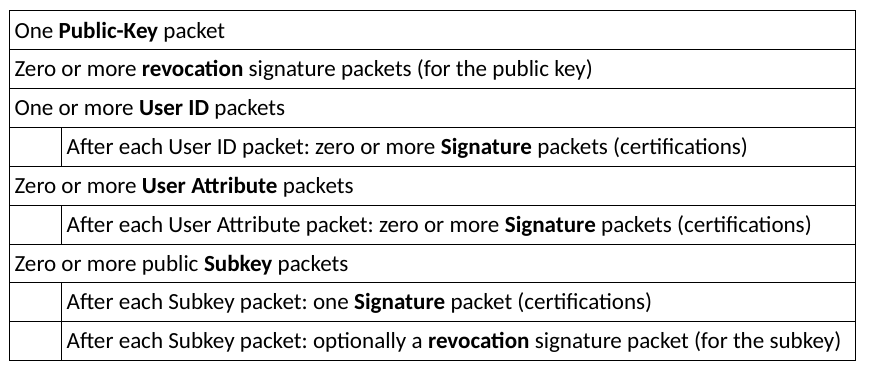 One Public-Key packet
Zero or more revocation signature packets (for the public key)
One or more User ID packets
After each User ID packet: zero or more Signature packets (certifications)
Zero or more User Attribute packets
After each User Attribute packet: zero or more Signature packets (certifications)
Zero or more public Subkey packets
After each Subkey packet: one Signature packet (certifications)
After each Subkey packet: optionally a revocation signature packet (for the subkey)